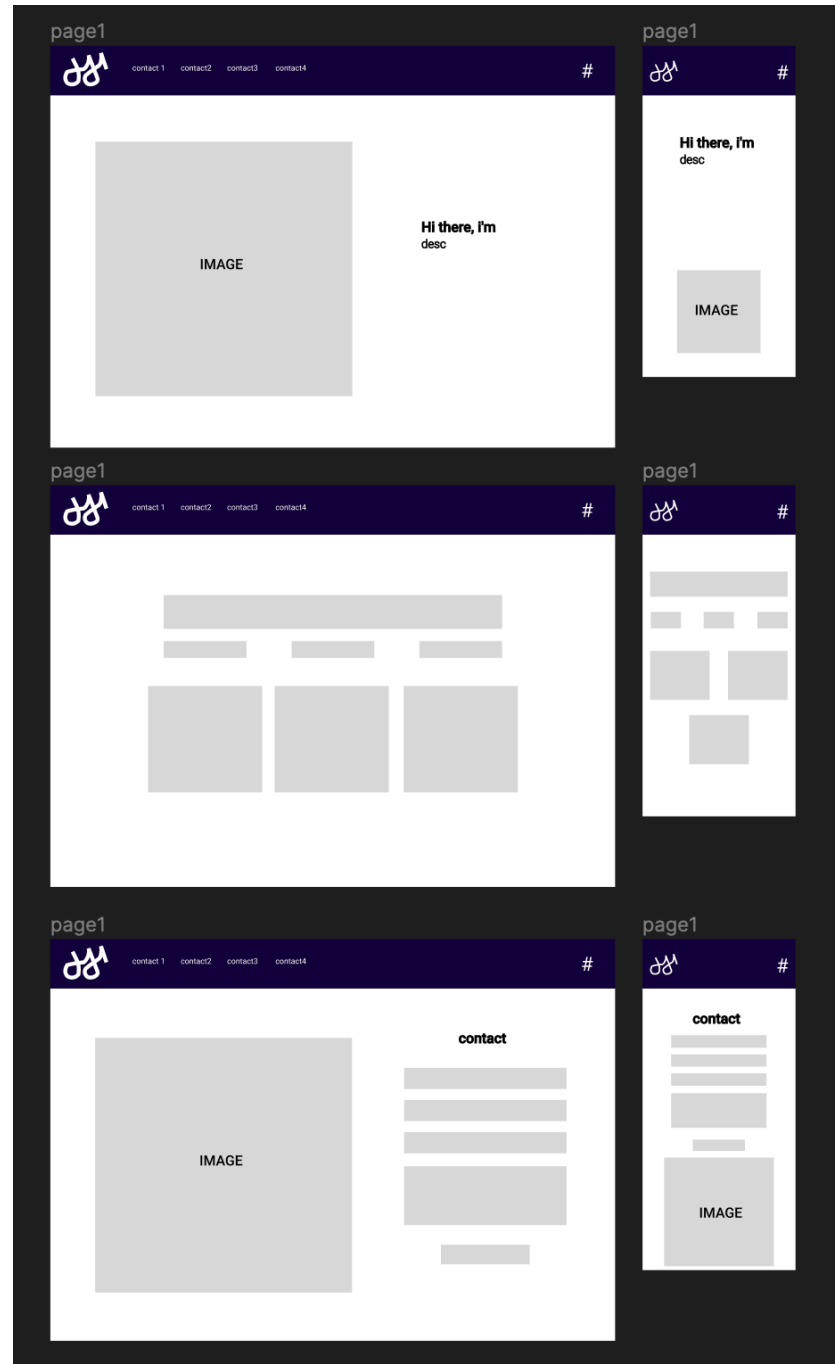 page1
page1
contact 1 contact2 contact3 contact4 #
#
IMAGE
Hi there, i'm
desc
Hi there, i'm
desc
IMAGE
page1
page1
contact 1 contact2 contact3 contact4 #
#
page1
page1
contact 1 contact2 contact3 contact4 #
#
IMAGE
contact
contact
IMAGE